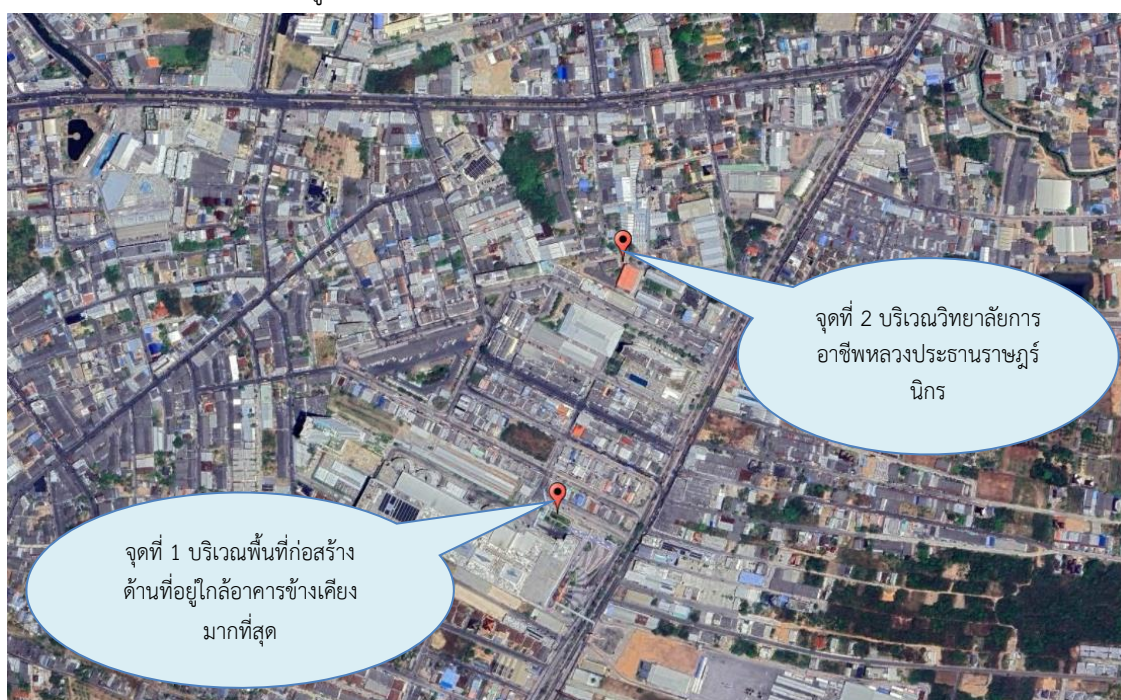 จุดที่ 2 บริเวณวิทยาลัยการ
อาชีพหลวงประธานราษฎร์
นิกร
จุดที่ 1 บริเวณพื้นที่ก่อสร้าง
ด้านที่อยู่ใกล้อาคารข้างเคียง
มากที่สุด